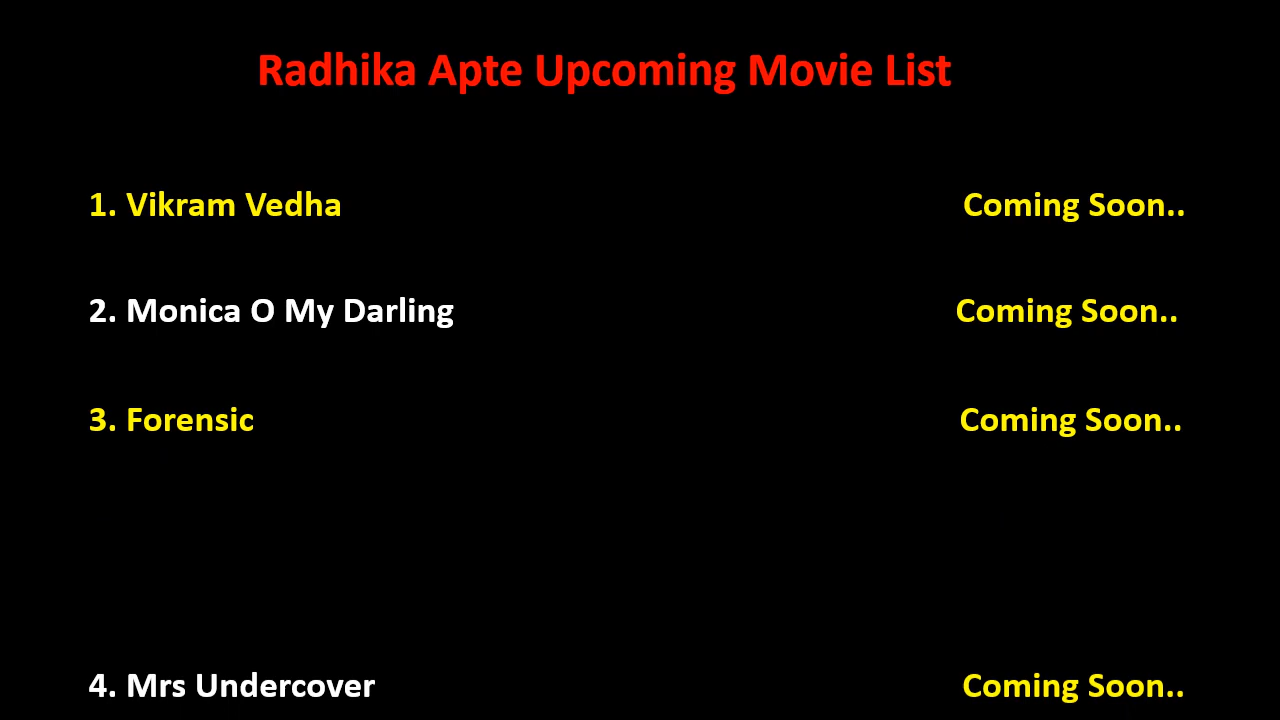 Radhika Apte Upcoming Movie List
1. Vikram Vedha Coming Soon..
2. Monica O My Darling Coming Soon..
3. Forensic Coming Soon..
4. Mrs Undercover Coming Soon..